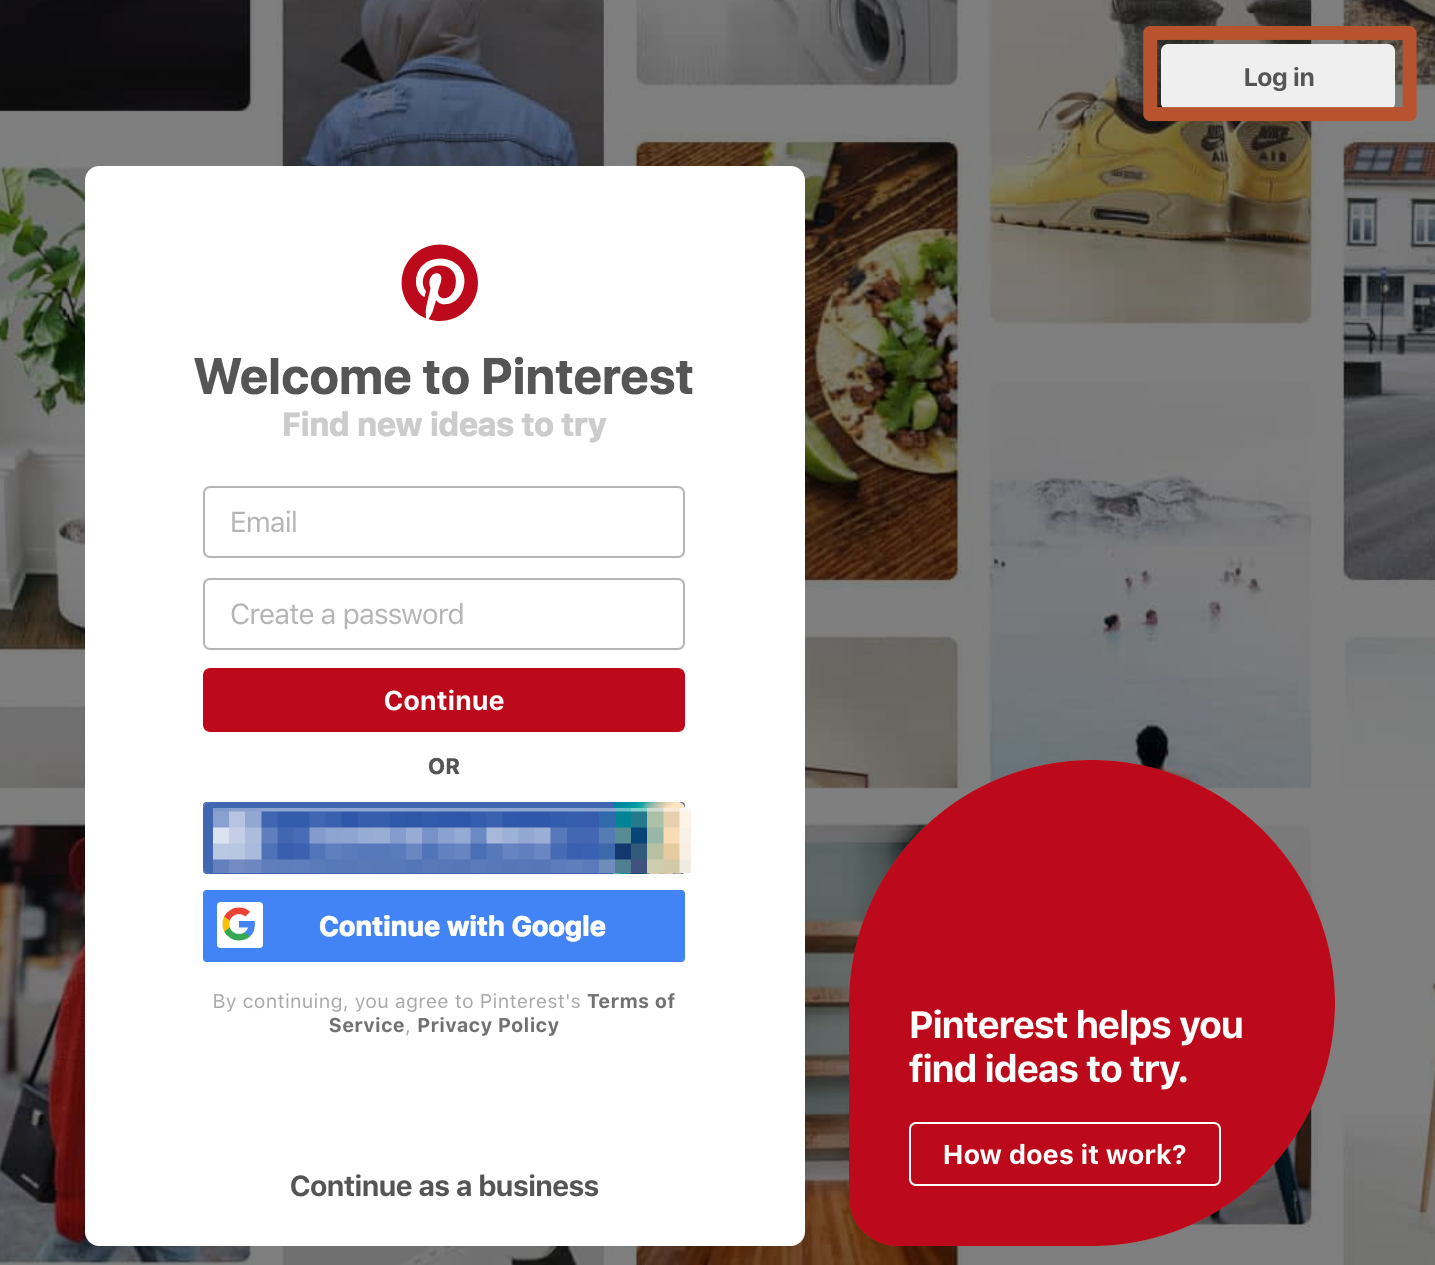 Log in
Welcome to Pinterest
Find new ideas to try
Email
Create a password
Continue
OR
Continue with Google
By continuing, you agree to Pinterest's Terms of
Service, Privacy Policy
Continue as a business
Pinterest helps you
find ideas to try.
How does it work?
AIR